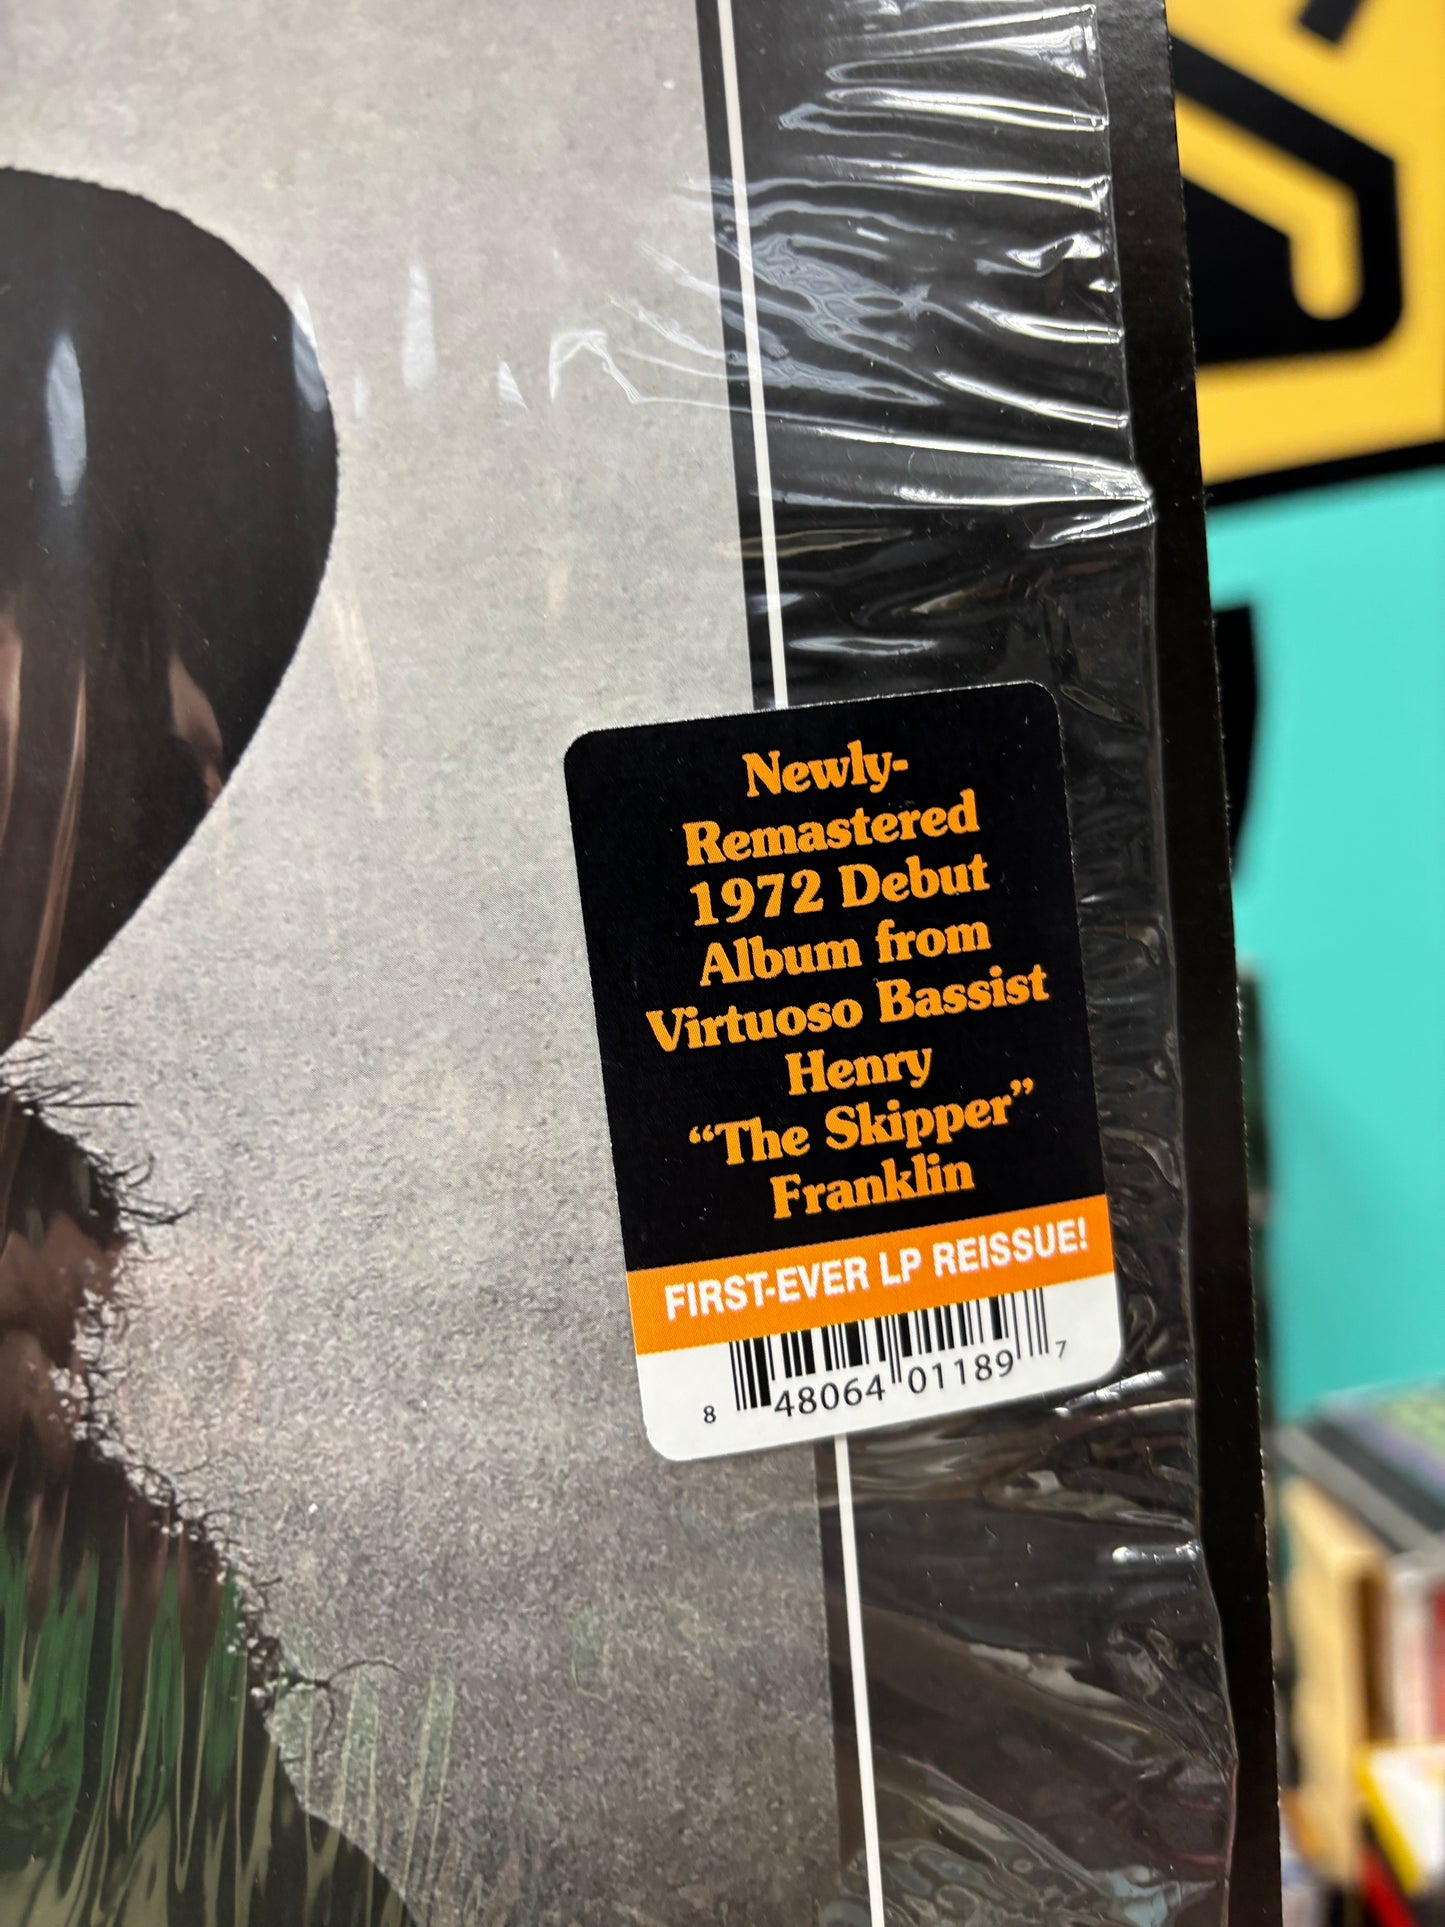 Newly-
Remastered
1972 Debut
Album from
Virtuoso Bassist
Henry
“The Skipper”
Franklin
FIRST-EVER LP REISSUE!
8 48064 01189 7